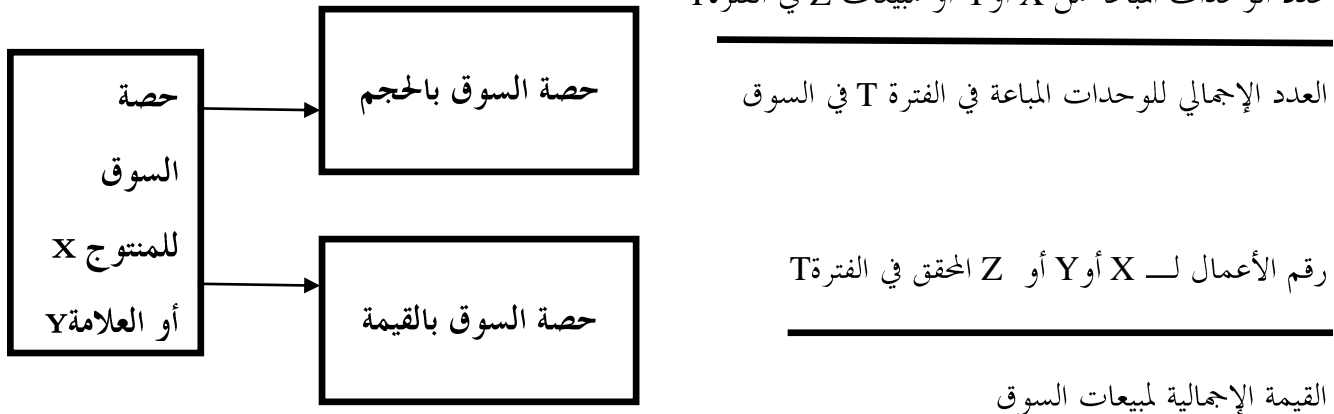 عدد الوحدات المباعة من X أو Y أو مبيعات Z في الفترة T
العدد الإجمالي للوحدات المباعة في الفترة T في السوق
حصة السوق بالحجم
حصة
السوق
للمنتوج X
أو العلامة Y
رقم الأعمال لــ X أو Y أو Z المحقق في الفترة T
حصة السوق بالقيمة
القيمة الإجمالية لمبيعات السوق